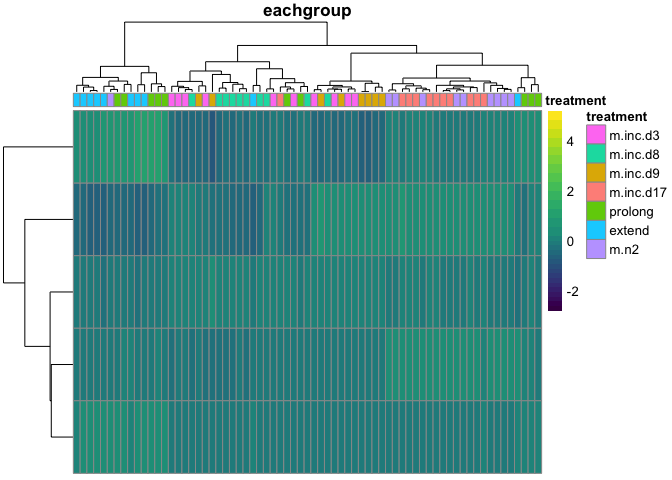 eachgroup
treatment
4
2
0
-2
treatment
m.inc.d3
m.inc.d8
m.inc.d9
m.inc.d17
prolong
extend
m.n2